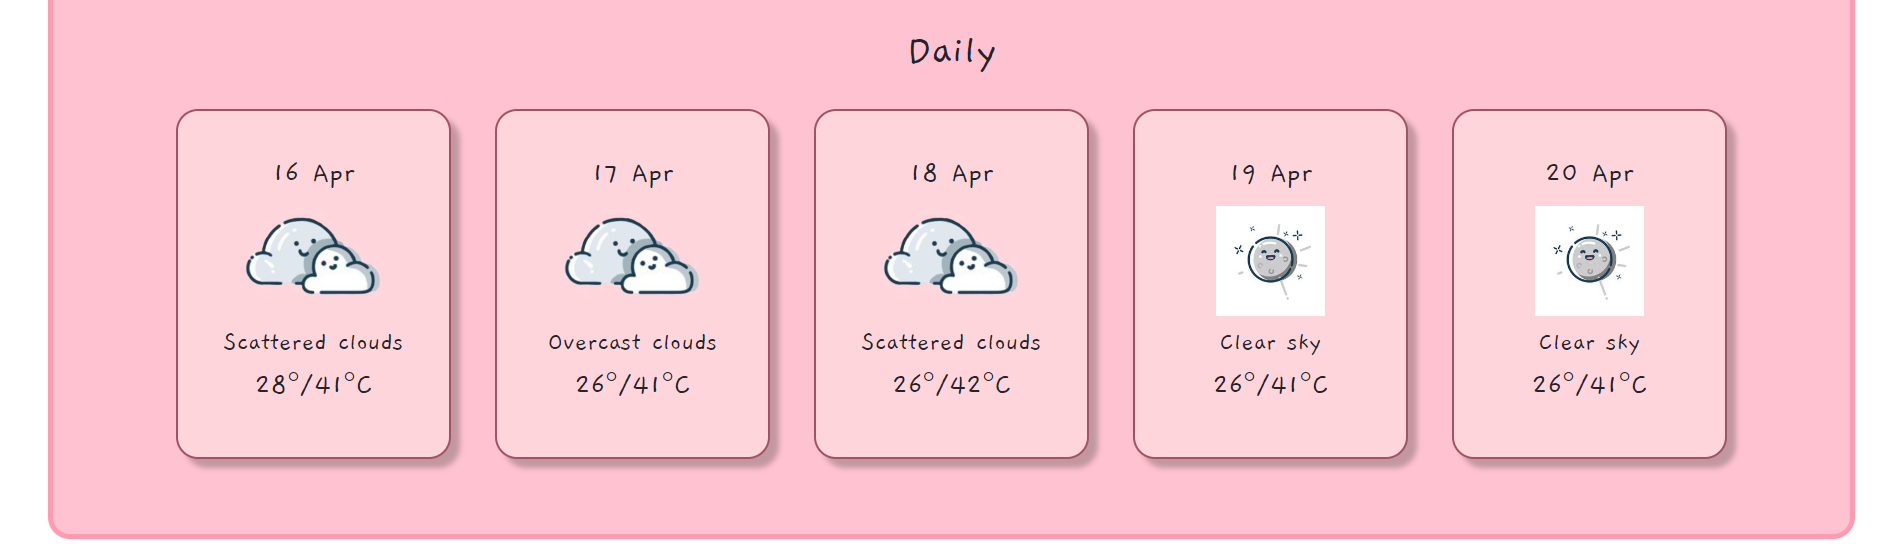 Daily
16 Apr
Scattered clouds
28°/41°C
17 Apr
Overcast clouds
26°/41°C
18 Apr
Scattered clouds
26°/42°C
19 Apr
Clear sky
26°/41°C
20 Apr
Clear sky
26°/41°C